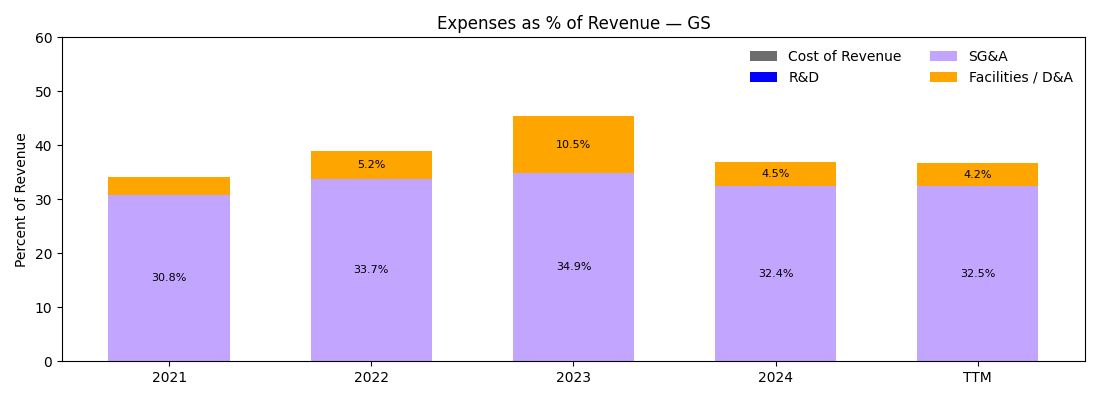 Expenses as % of Revenue — GS
Cost of Revenue
R&D
SG&A
Facilities / D&A
Percent of Revenue
60
50
40
30
20
10
0
5.2%
10.5%
4.5%
4.2%
30.8%
33.7%
34.9%
32.4%
32.5%
2021
2022
2023
2024
TTM